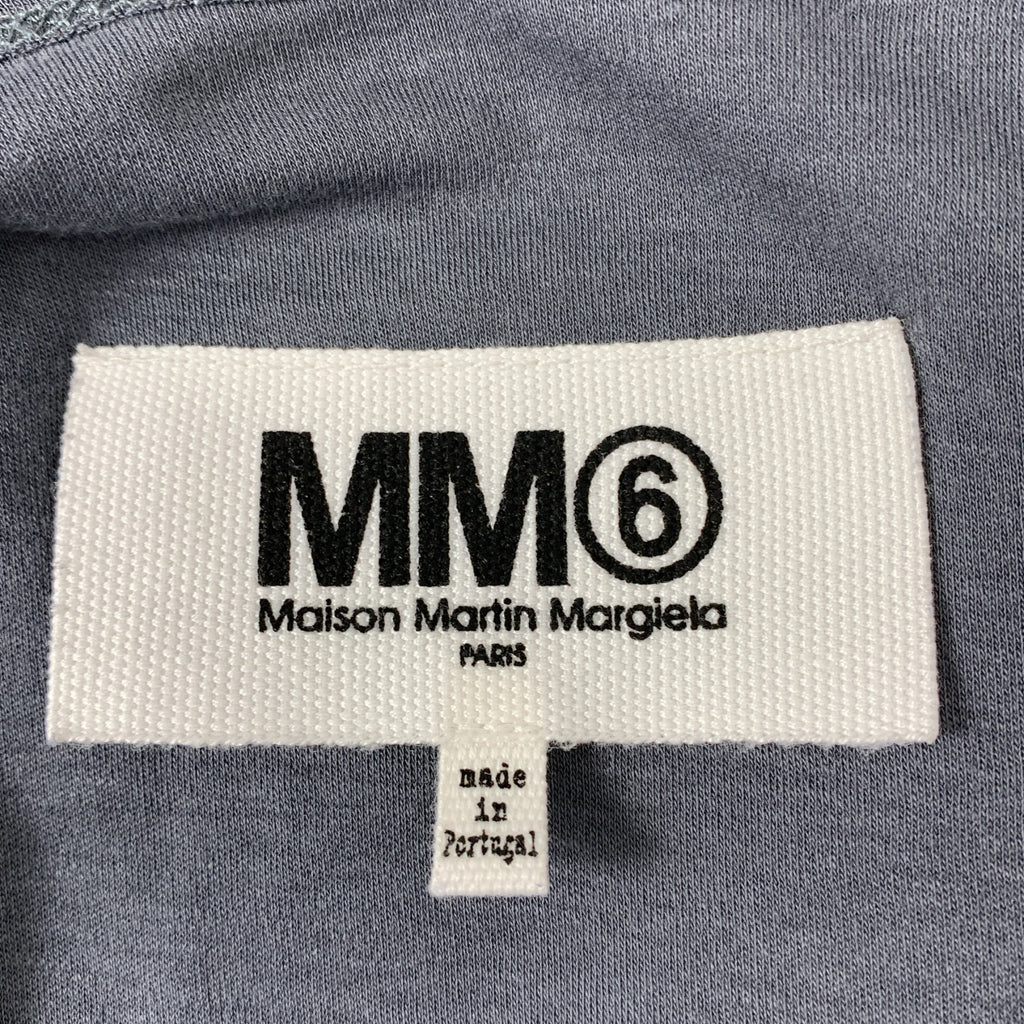 MM⑥
Maison Martin Margiela
PARIS
made
in
Portugal